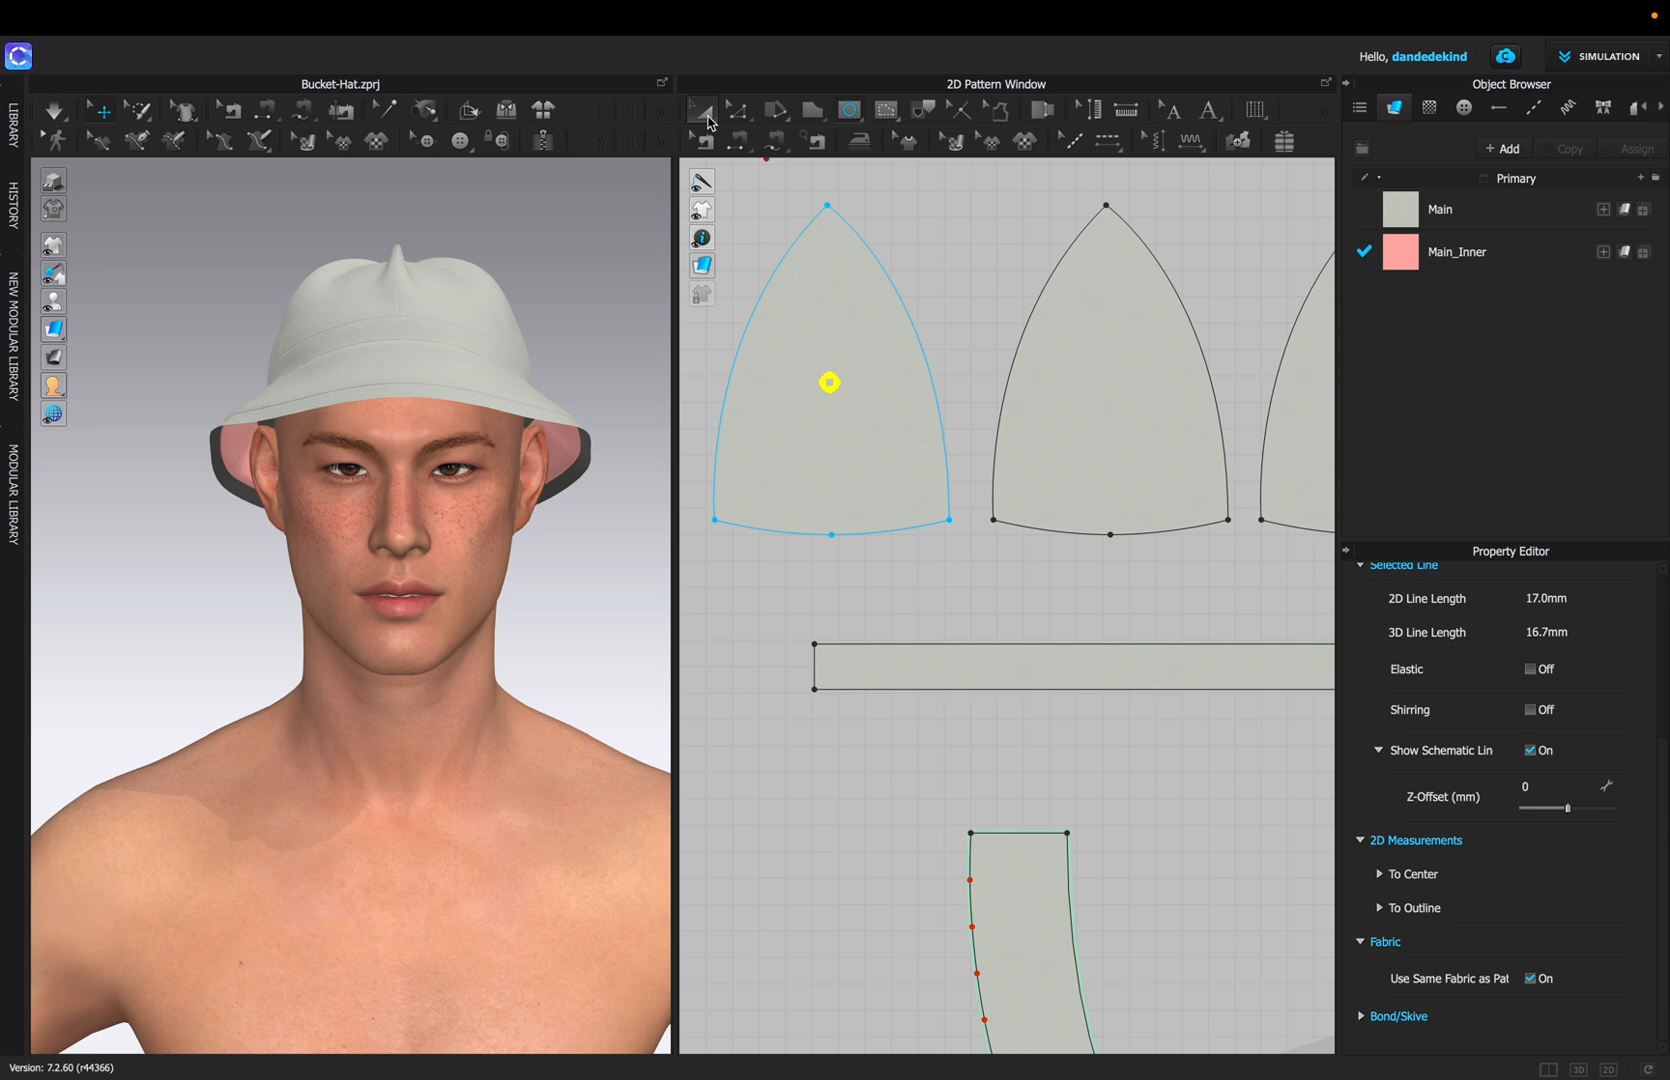 Hello, dandedekind
SIMULATION
Bucket-Hat.zprj
2D Pattern Window
Object Browser
LIBRARY
HISTORY
NEW MODULAR LIBRARY
MODULAR LIBRARY
A
A
+ Add
Copy
Assign
Primary
Main
Main_Inner
Property Editor
Selected Line
2D Line Length 17.0mm
3D Line Length 16.7mm
Elastic Off
Shirring Off
Show Schematic Lin On
Z-Offset (mm) 0
2D Measurements
To Center
To Outline
Fabric
Use Same Fabric as Pat On
Bond/Skive
Version: 7.2.60 (r44366)
3D
2D